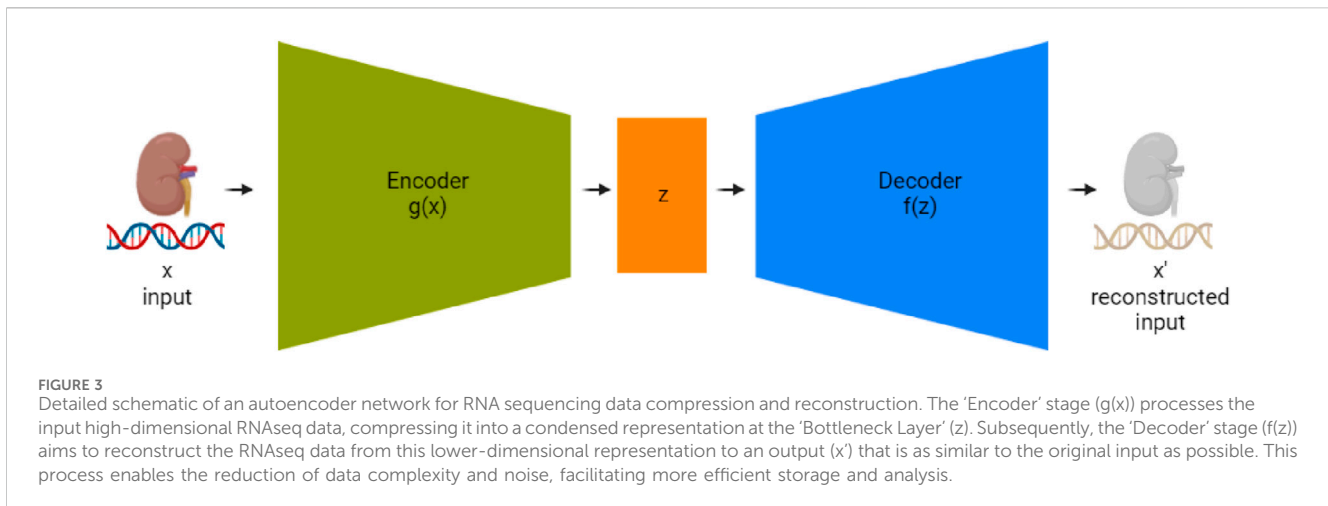 Encoder
g(x)
z
Decoder
f(z)
x
input
x'
reconstructed
input
FIGURE 3
Detailed schematic of an autoencoder network for RNA sequencing data compression and reconstruction. The ‘Encoder’ stage (g(x)) processes the
input high-dimensional RNAseq data, compressing it into a condensed representation at the ‘Bottleneck Layer’ (z). Subsequently, the ‘Decoder’ stage (f(z))
aims to reconstruct the RNAseq data from this lower-dimensional representation to an output (x’) that is as similar to the original input as possible. This
process enables the reduction of data complexity and noise, facilitating more efficient storage and analysis.